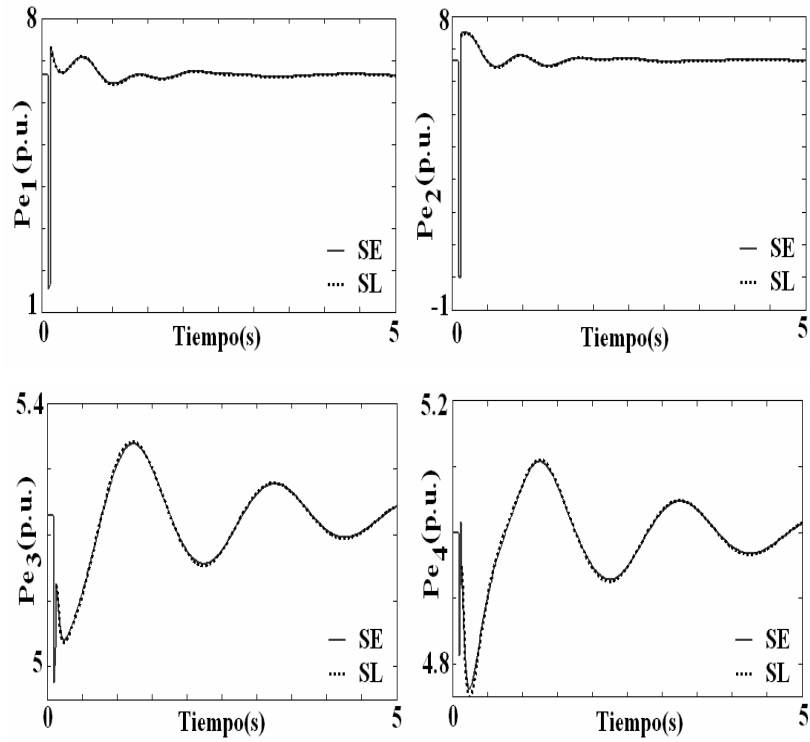 8
Pe1(p.u.)
SE
SL
1
0
Tiempo(s)
5
8
Pe2(p.u.)
SE
SL
-1
0
Tiempo(s)
5
5.4
Pe3(p.u.)
SE
SL
5
0
Tiempo(s)
5
5.2
Pe4(p.u.)
SE
SL
4.8
0
Tiempo(s)
5